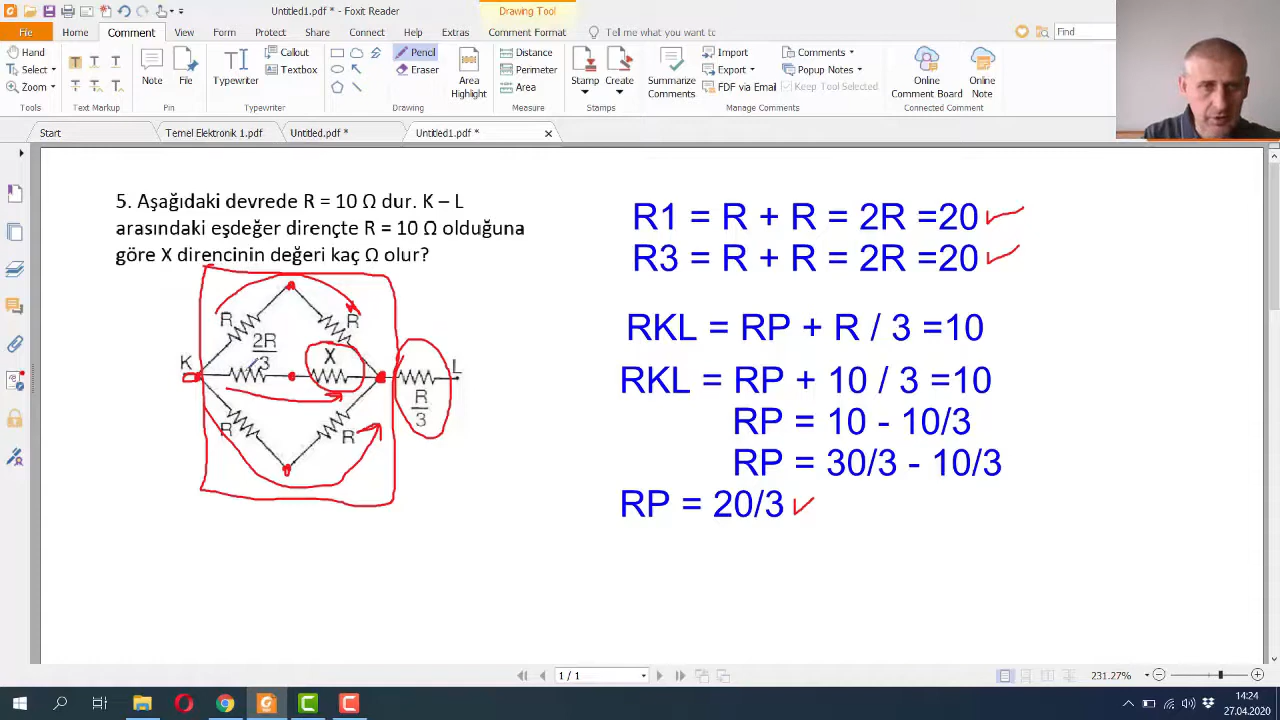 Untitled1.pdf * - Foxit Reader
Drawing Tool
File
Home
Comment
View
Form
Protect
Share
Connect
Help
Extras
Comment Format
Tell me what you want tc
Find
Hand
Select
Zoom
Tools
Text Markup
Note
File
Pin
Typewriter
Callout
Textbox
Typewriter
Pencil
Eraser
Drawing
Area
Highlight
Distance
Perimeter
Area
Measure
Stamp
Create
Stamps
Summarize
Comments
Import
Export
FDF via Email
Comments
Popup Notes
Keep Tool Selected
Manage Comments
Online
Comment Board
Online
Note
Connected Comment
Start
Temel Elektronik 1.pdf
Untitled.pdf *
Untitled1.pdf *
5. Aşağıdaki devrede R = 10 Ω dur. K – L
arasındaki eşdeğer dirençte R = 10 Ω olduğuna
göre X direncinin değeri kaç Ω olur?
R
R
2R
3
X
K
L
R
3
R
R
R1 = R + R = 2R =20
R3 = R + R = 2R =20
RKL = RP + R / 3 =10
RKL = RP + 10 / 3 =10
RP = 10 - 10/3
RP = 30/3 - 10/3
RP = 20/3
1 / 1
231.27%
14:24
27.04.2020